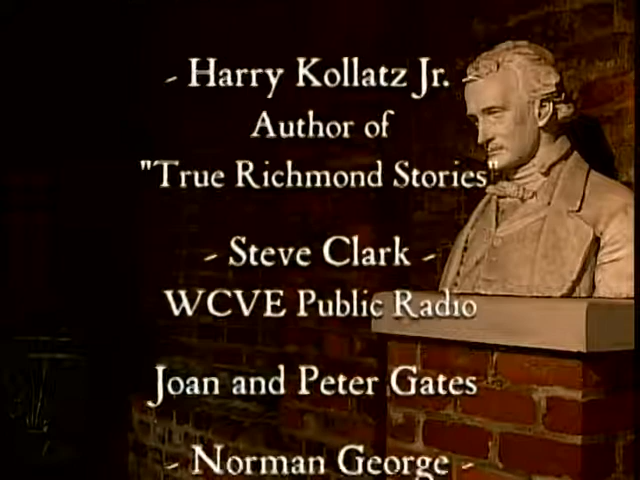 - Harry Kollatz Jr. -
Author of
"True Richmond Stories"
- Steve Clark -
WCVE Public Radio
Joan and Peter Gates
- Norman George -